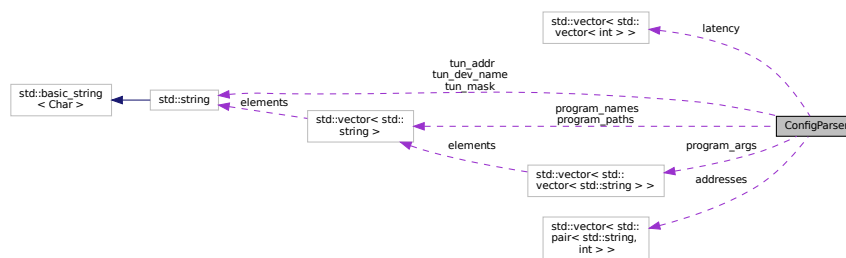 std::vector< std::
vector< int > >
latency
tun_addr
tun_dev_name
tun_mask
std::basic_string
< Char >
std::string
elements
std::vector< std::
string >
program_names
program_paths
ConfigParser
elements
program_args
std::vector< std::
vector< std::string > >
addresses
std::vector< std::
pair< std::string,
int > >